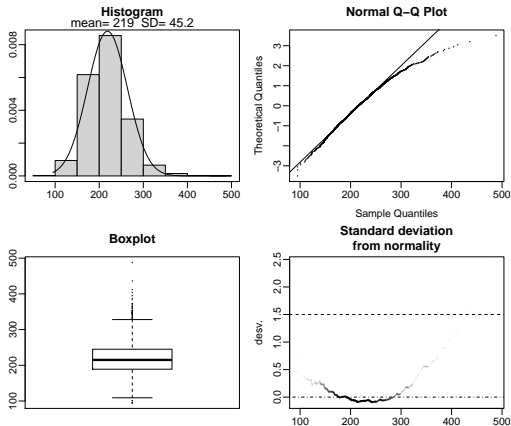 Histogram
mean= 219 SD= 45.2
0.000 0.004 0.008
100 200 300 400 500
Normal Q−Q Plot
Theoretical Quantiles
−3 −1 0 1 2 3
100 200 300 400 500
Sample Quantiles
Boxplot
100 200 300 400 500
Standard deviation
from normality
desv.
0.0 0.5 1.0 1.5 2.0 2.5
100 200 300 400 500